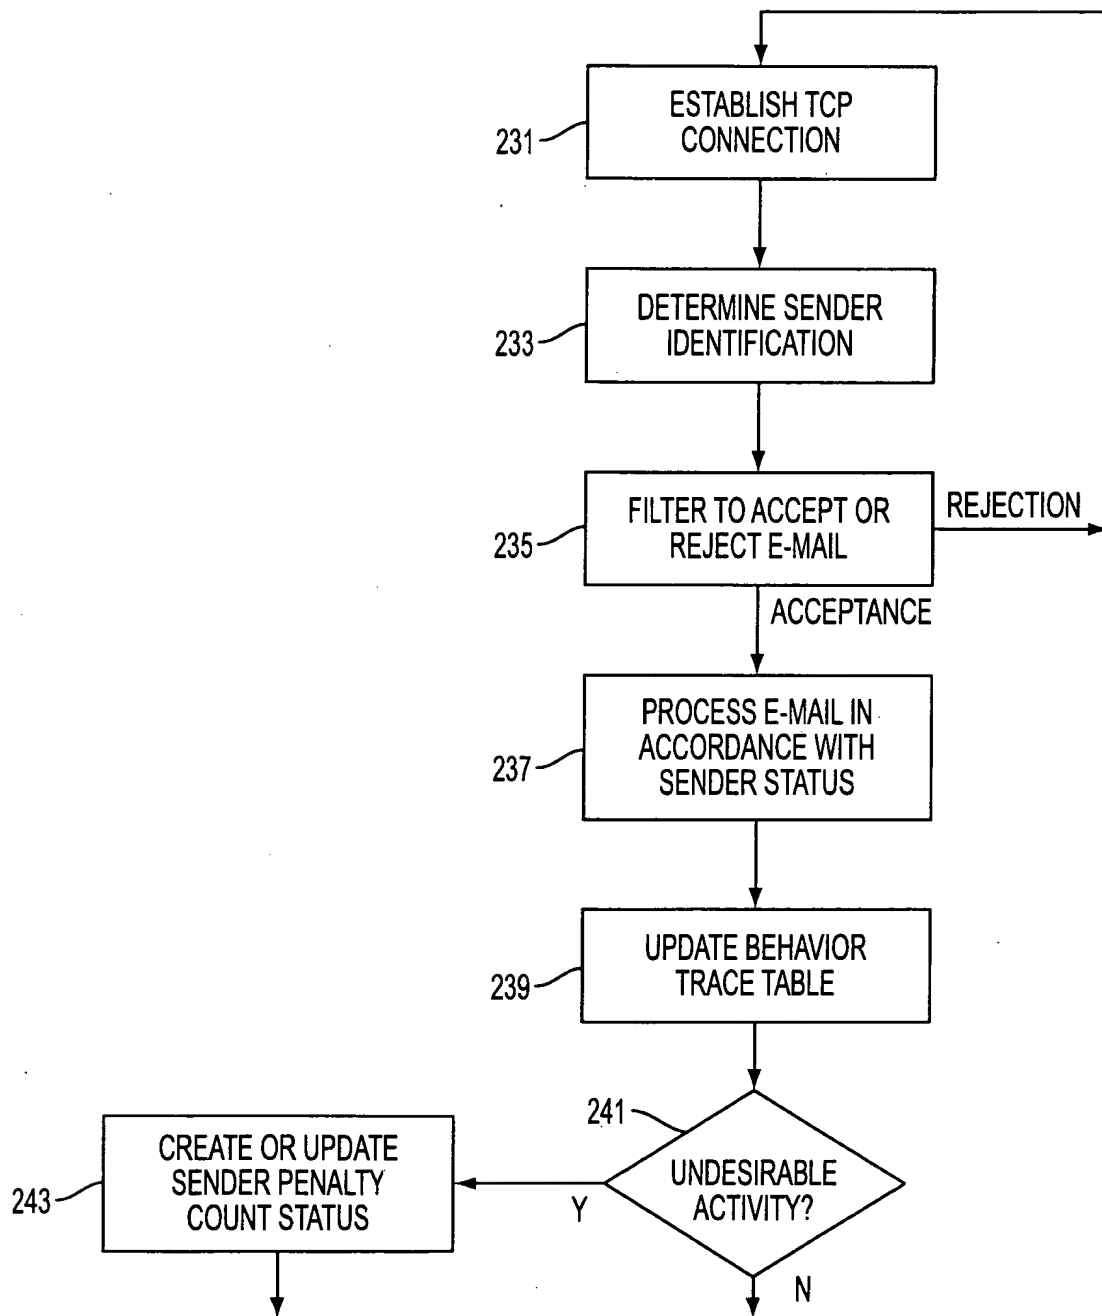 ESTABLISH TCP
CONNECTION
231
DETERMINE SENDER
IDENTIFICATION
233
FILTER TO ACCEPT OR
REJECT E-MAIL
235
REJECTION
ACCEPTANCE
PROCESS E-MAIL IN
ACCORDANCE WITH
SENDER STATUS
237
UPDATE BEHAVIOR
TRACE TABLE
239
241
UNDESIRABLE
ACTIVITY?
Y
N
CREATE OR UPDATE
SENDER PENALTY
COUNT STATUS
243